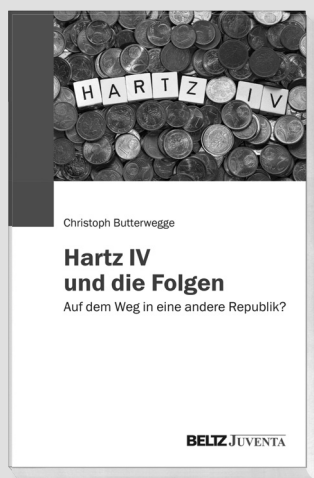 HARTZ IV
Christoph Butterwegge
Hartz IV
und die Folgen
Auf dem Weg in eine andere Republik?
BELTZ JUVENTA